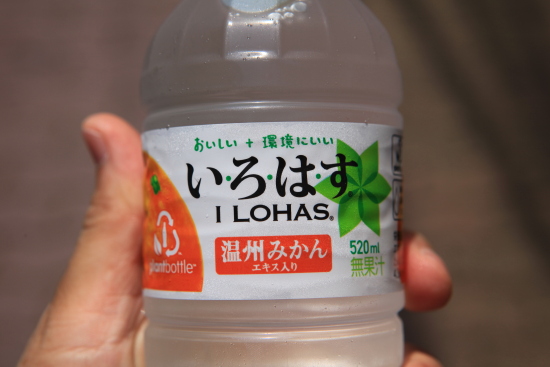 おいしい + 環境にいい
い・ろ・は・す
I LOHAS®
温州みかん
エキス入り
520ml
無果汁
plantbottle™